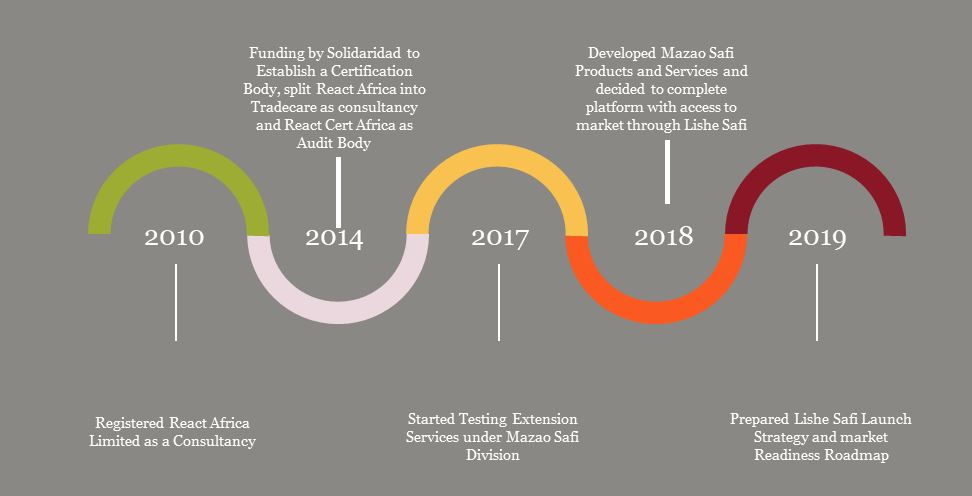 Funding by Solidaridad to
Establish a Certification
Body, split React Africa into
Tradecare as consultancy
and React Cert Africa as
Audit Body
Developed Mazao Safi
Products and Services and
decided to complete
platform with access to
market through Lishe Safi
2010
2014
2017
2018
2019
Registered React Africa
Limited as a Consultancy
Started Testing Extension
Services under Mazao Safi
Division
Prepared Lishe Safi Launch
Strategy and market
Readiness Roadmap